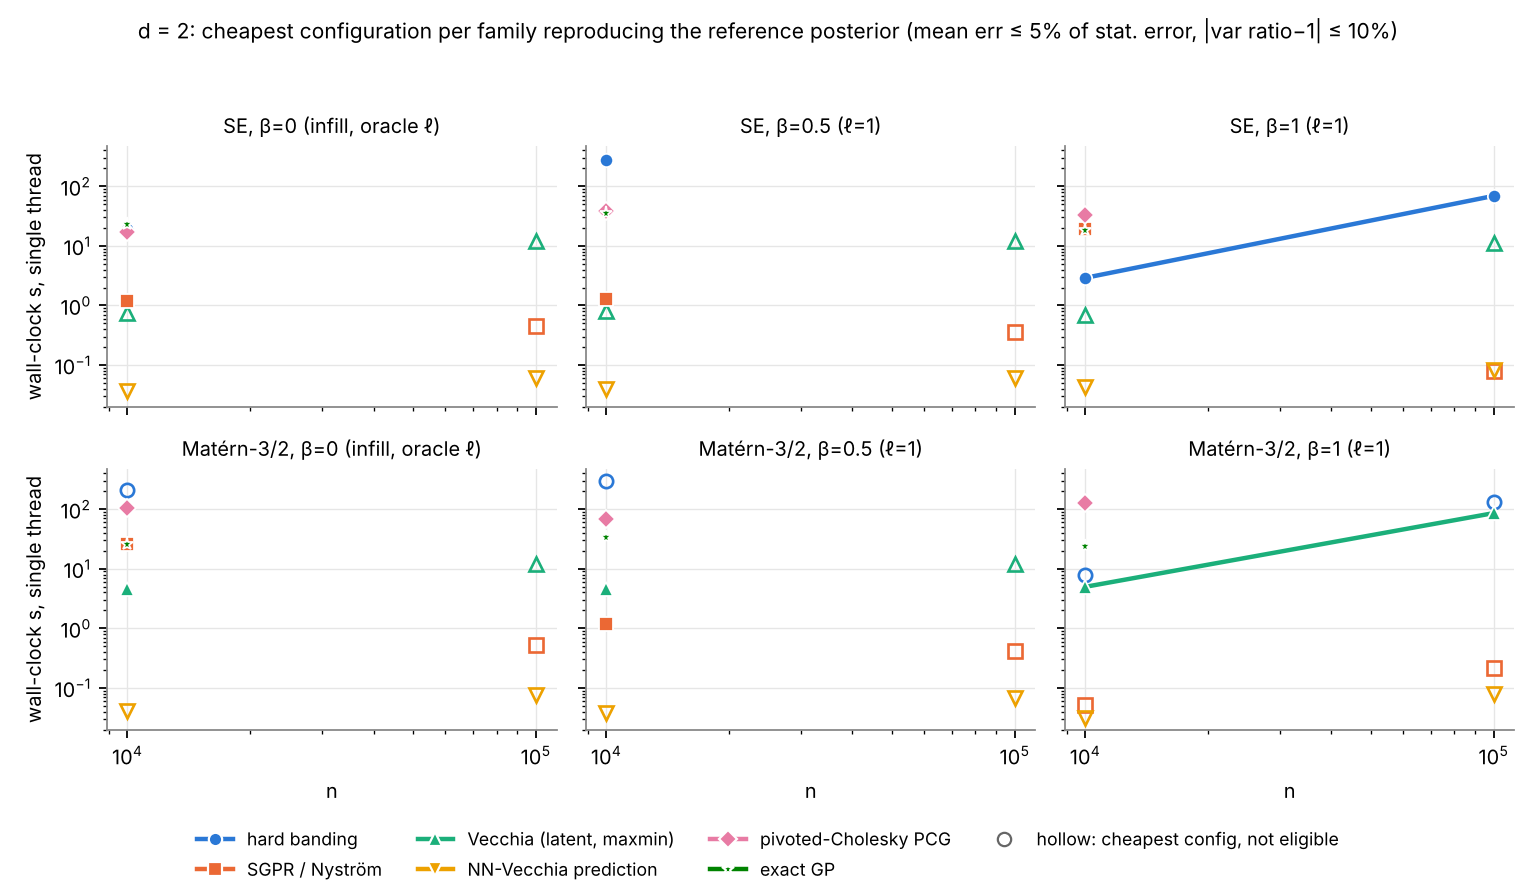 d = 2: cheapest configuration per family reproducing the reference posterior (mean err ≤ 5% of stat. error, |var ratio−1| ≤ 10%)
SE, β=0 (infill, oracle ℓ)
SE, β=0.5 (ℓ=1)
SE, β=1 (ℓ=1)
wall-clock s, single thread
10²
10¹
10⁰
10⁻¹
Matérn-3/2, β=0 (infill, oracle ℓ)
Matérn-3/2, β=0.5 (ℓ=1)
Matérn-3/2, β=1 (ℓ=1)
wall-clock s, single thread
10²
10¹
10⁰
10⁻¹
10⁴ 10⁵
10⁴ 10⁵
10⁴ 10⁵
n
n
n
hard banding
SGPR / Nyström
Vecchia (latent, maxmin)
NN-Vecchia prediction
pivoted-Cholesky PCG
exact GP
hollow: cheapest config, not eligible